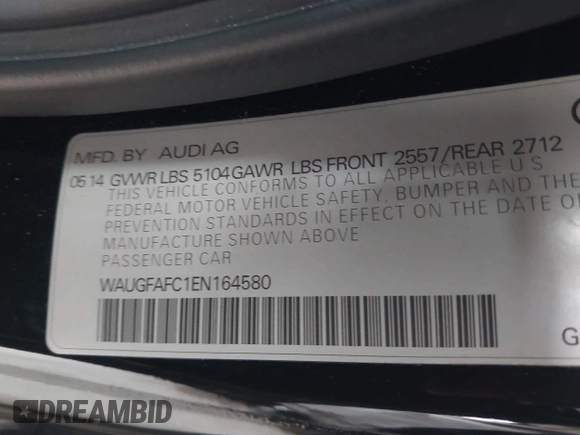 MFD. BY AUDI AG
05 14 GVWR LBS 5104 GAWR LBS FRONT 2557/REAR 2712
THIS VEHICLE CONFORMS TO ALL APPLICABLE U.S.
FEDERAL MOTOR VEHICLE SAFETY, BUMPER AND THE
PREVENTION STANDARDS IN EFFECT ON THE DATE O
MANUFACTURE SHOWN ABOVE
PASSENGER CAR
WAUGFAFC1EN164580
G
DREAMBID